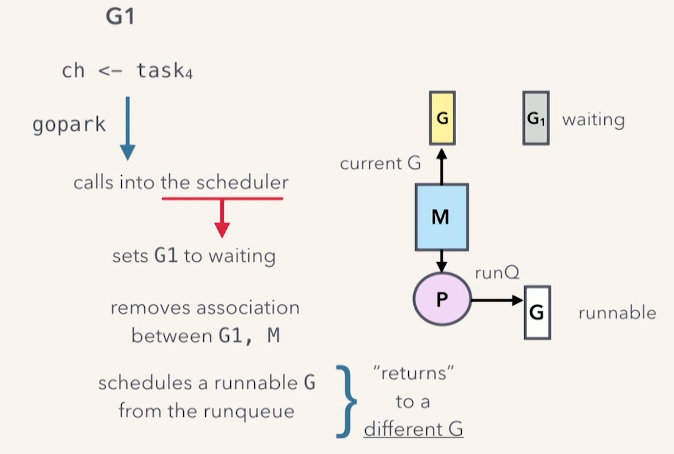 G1
ch <- task₄
gopark
calls into the scheduler
sets G1 to waiting
removes association
between G1, M
schedules a runnable G
from the runqueue
"returns"
to a
different G
G
G₁ waiting
current G
M
runQ
P
G runnable